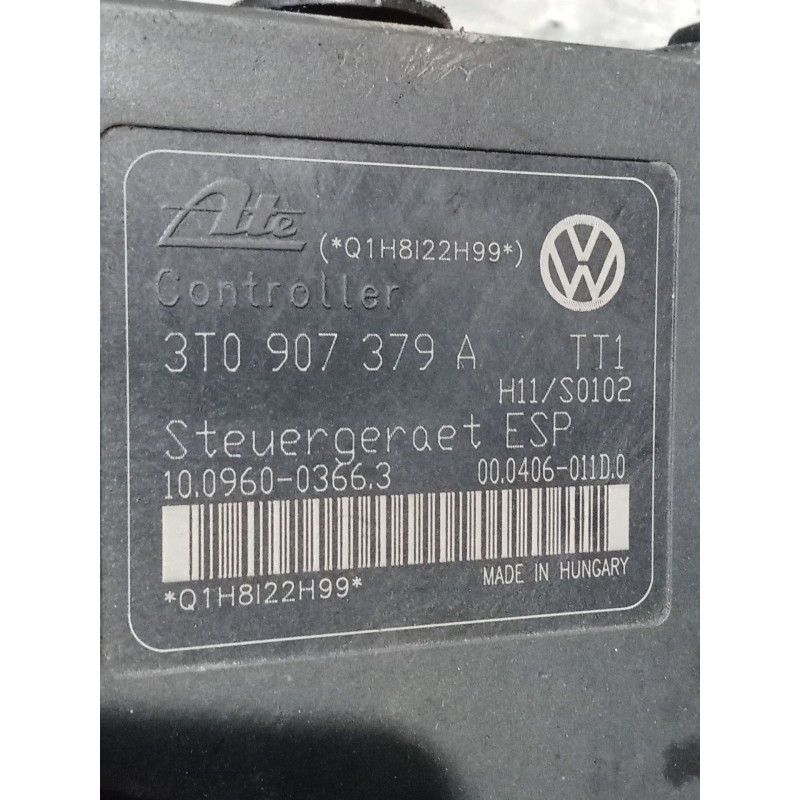 Ate
(*Q1H8I22H99*)
Controller
3T0 907 379 A TT1
H11/S0102
Steuergeraet ESP
10.0960-0366.3 00.0406-011D.0
*Q1H8I22H99*
MADE IN HUNGARY